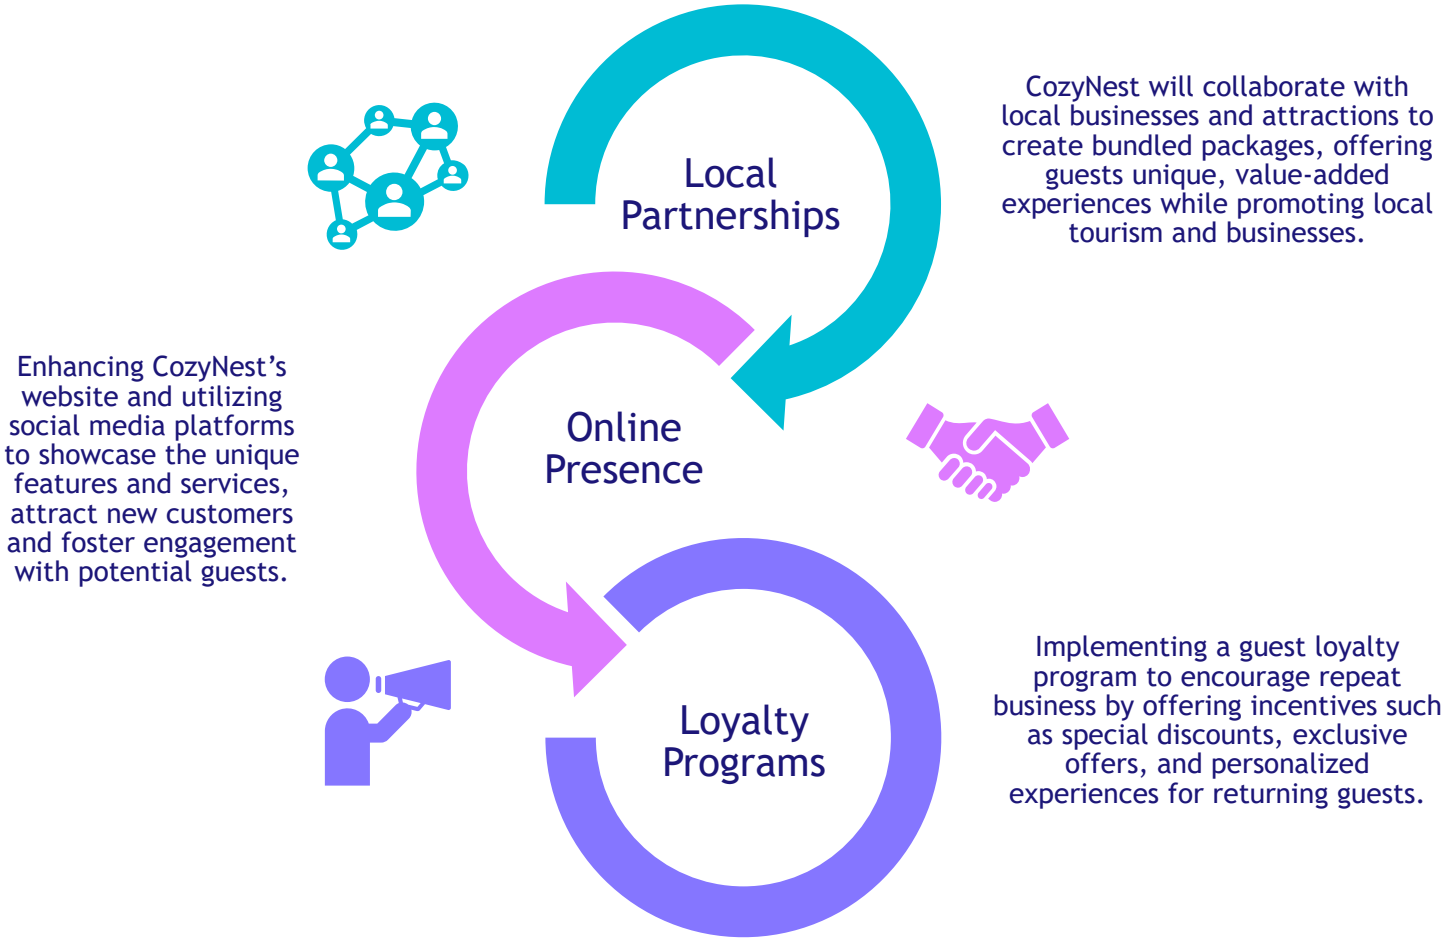 Local
Partnerships
CozyNest will collaborate with
local businesses and attractions to
create bundled packages, offering
guests unique, value-added
experiences while promoting local
tourism and businesses.
Enhancing CozyNest’s
website and utilizing
social media platforms
to showcase the unique
features and services,
attract new customers
and foster engagement
with potential guests.
Online
Presence
Loyalty
Programs
Implementing a guest loyalty
program to encourage repeat
business by offering incentives such
as special discounts, exclusive
offers, and personalized
experiences for returning guests.